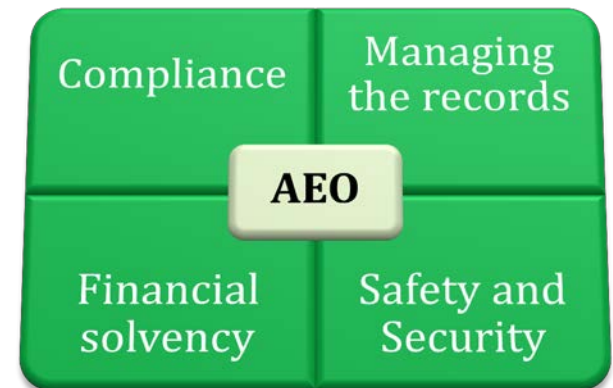 Compliance
Managing
the records
AEO
Financial
solvency
Safety and
Security